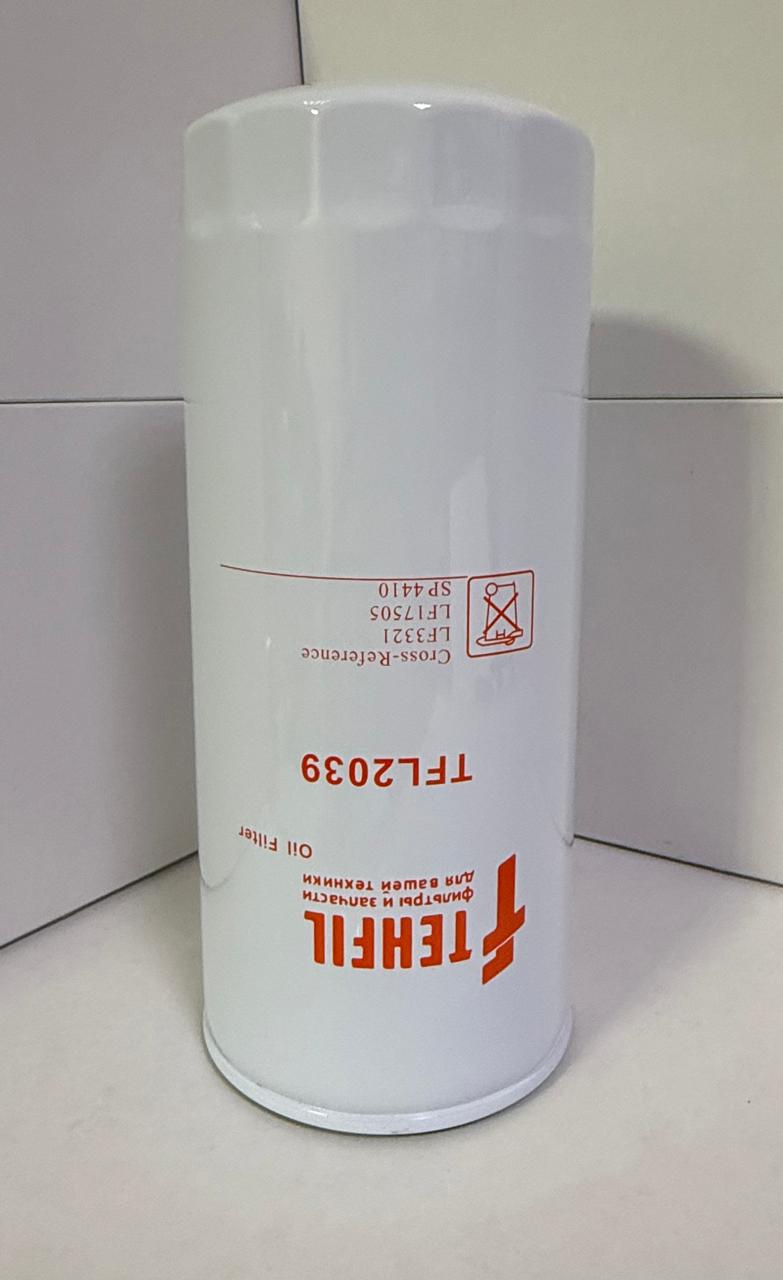 TEHFIL
фильтры и запчасти
для вашей техники
Oil Filter
TFL2039
Cross-Reference
LF3321
LF17505
SP4410